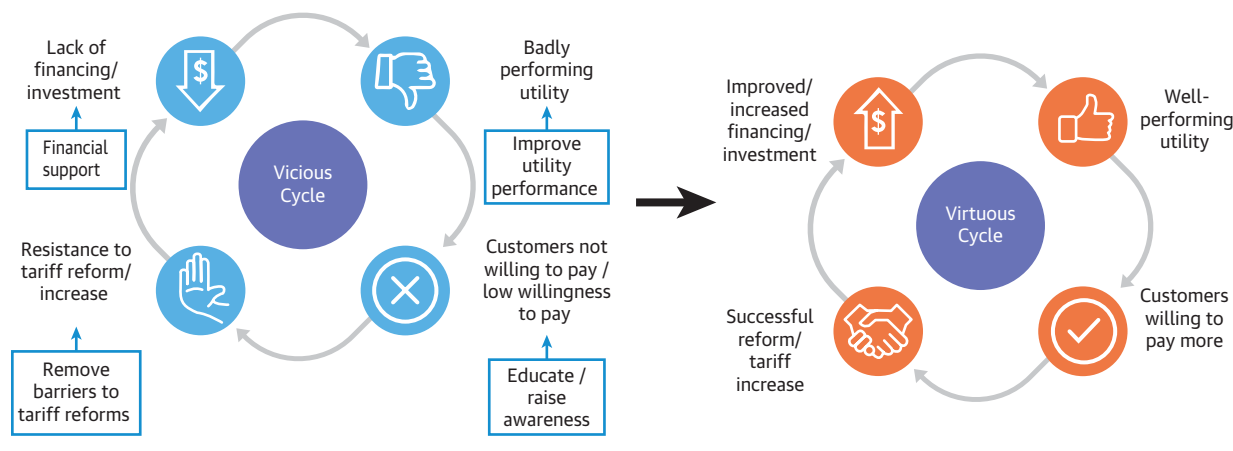 Lack of
financing/
investment
Financial
support
$
Badly
performing
utility
Improve
utility
performance
Vicious
Cycle
Resistance to
tariff reform/
increase
Remove
barriers to
tariff reforms
Customers not
willing to pay /
low willingness
to pay
Educate /
raise
awareness
Improved/
increased
financing/
investment
$
Well-
performing
utility
Virtuous
Cycle
Successful
reform/
tariff
increase
Customers
willing to
pay more